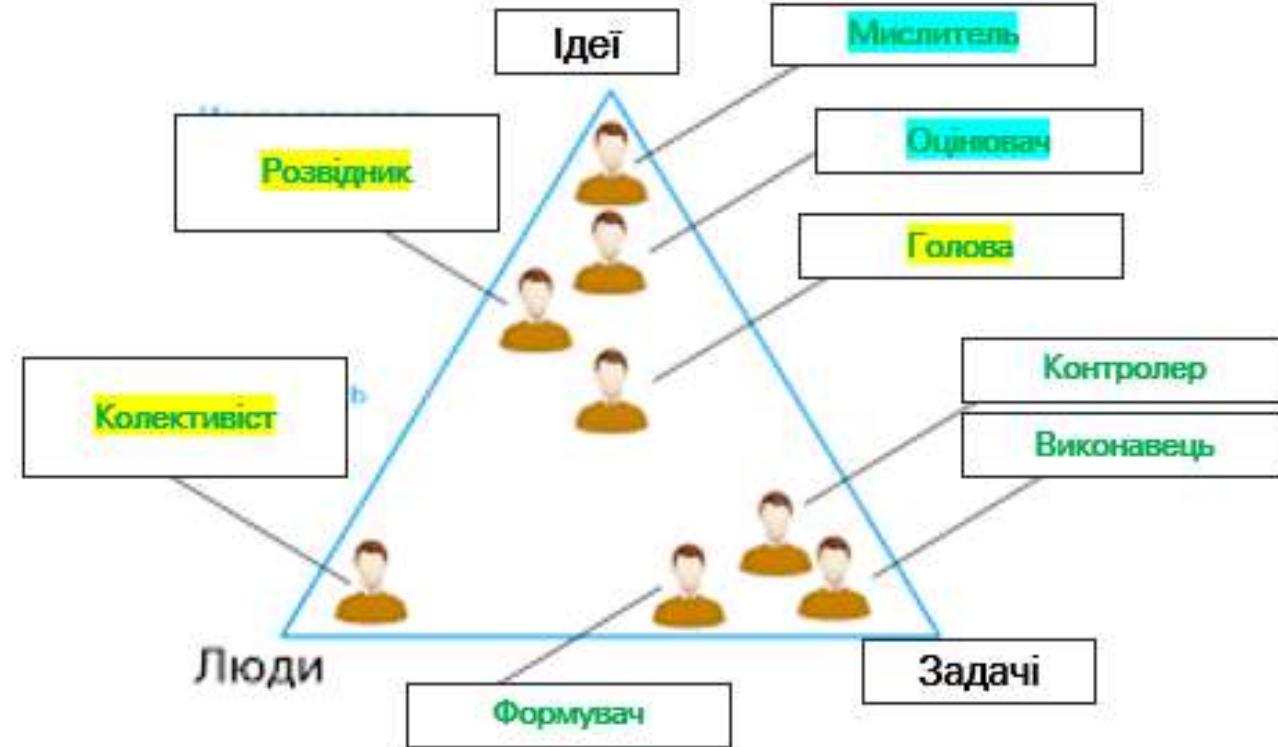 Ідеї
Мислитель
Розвідник
Оцінювач
Голова
Колективіст
Контролер
Виконавець
Люди
Задачі
Формувач